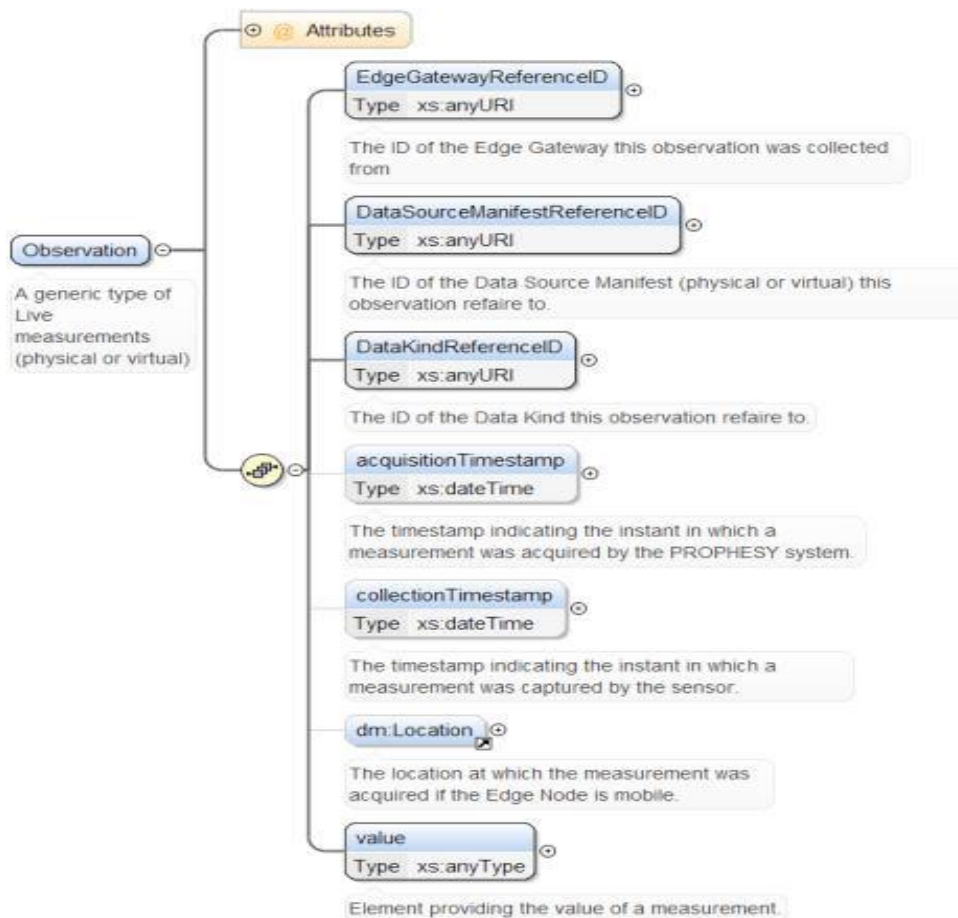 Attributes
EdgeGatewayReferenceID
Type xs:anyURI
The ID of the Edge Gateway this observation was collected
from
DataSourceManifestReferenceID
Type xs:anyURI
The ID of the Data Source Manifest (physical or virtual) this
observation refaire to.
Observation
A generic type of
Live
measurements
(physical or virtual)
DataKindReferenceID
Type xs:anyURI
The ID of the Data Kind this observation refaire to.
acquisitionTimestamp
Type xs:dateTime
The timestamp indicating the instant in which a
measurement was acquired by the PROPHESY system.
collectionTimestamp
Type xs:dateTime
The timestamp indicating the instant in which a
measurement was captured by the sensor.
dm:Location
The location at which the measurement was
acquired if the Edge Node is mobile.
value
Type xs:anyType
Element providing the value of a measurement.